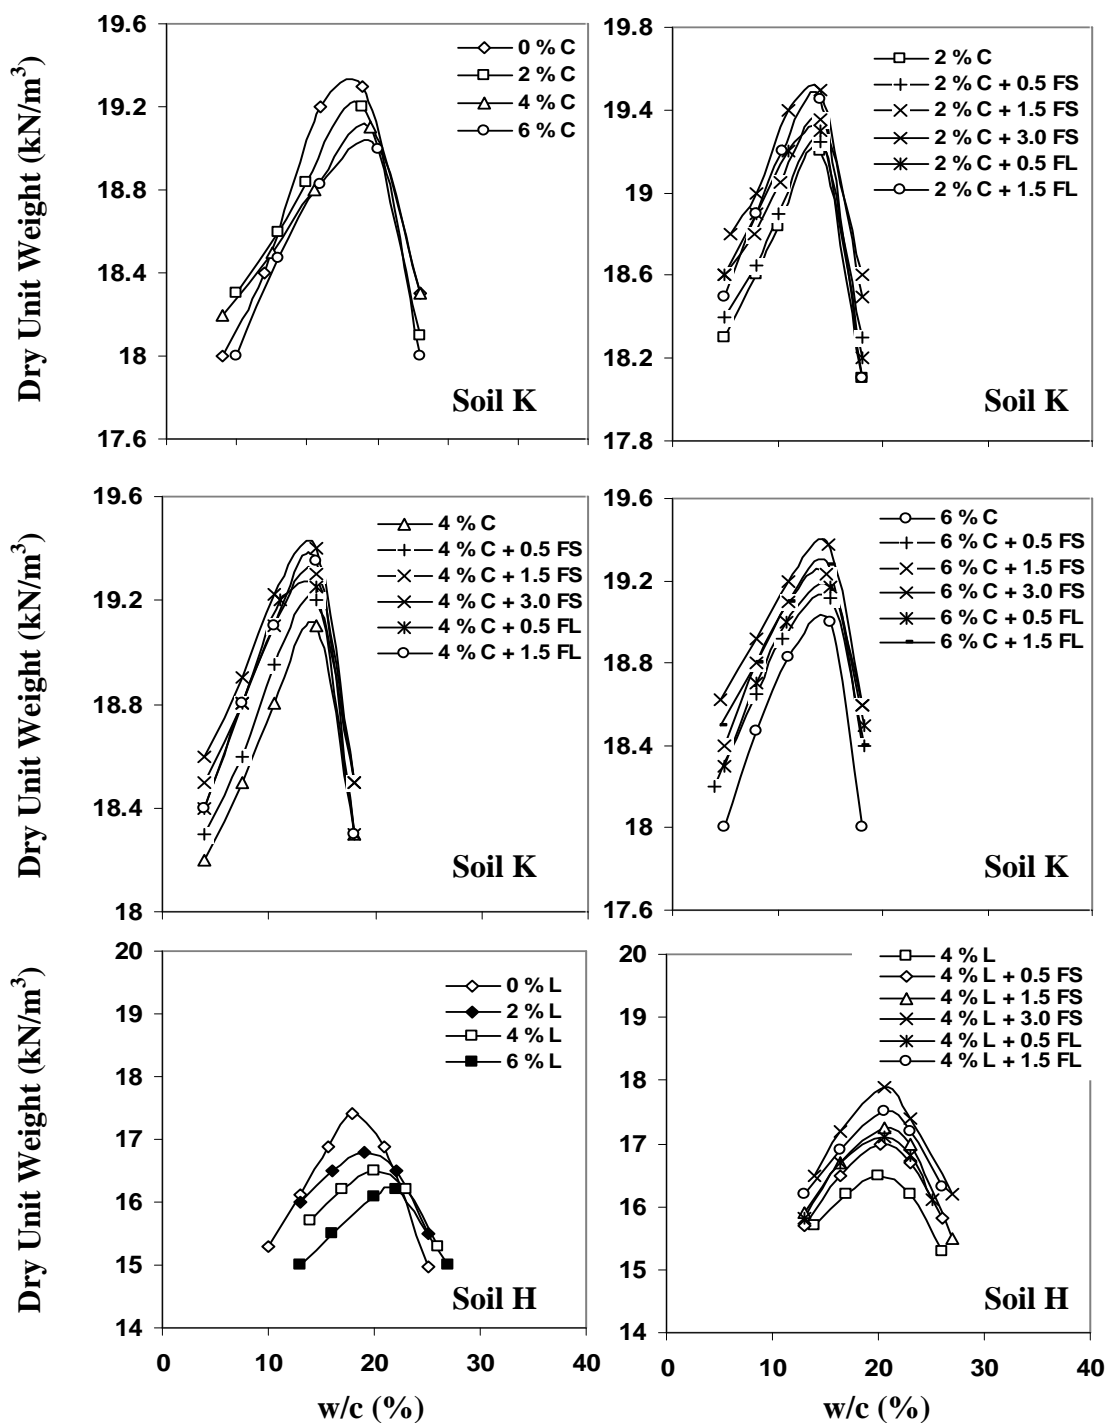 Dry Unit Weight (kN/m³)
19.6
19.2
18.8
18.4
18
17.6
0 % C
2 % C
4 % C
6 % C
Soil K
19.8
19.4
19
18.6
18.2
17.8
2 % C
2 % C + 0.5 FS
2 % C + 1.5 FS
2 % C + 3.0 FS
2 % C + 0.5 FL
2 % C + 1.5 FL
Soil K
Dry Unit Weight (kN/m³)
19.6
19.2
18.8
18.4
18
4 % C
4 % C + 0.5 FS
4 % C + 1.5 FS
4 % C + 3.0 FS
4 % C + 0.5 FL
4 % C + 1.5 FL
Soil K
19.6
19.2
18.8
18.4
18
17.6
6 % C
6 % C + 0.5 FS
6 % C + 1.5 FS
6 % C + 3.0 FS
6 % C + 0.5 FL
6 % C + 1.5 FL
Soil K
Dry Unit Weight (kN/m³)
20
19
18
17
16
15
14
0 % L
2 % L
4 % L
6 % L
Soil H
0 10 20 30 40
w/c (%)
20
19
18
17
16
15
14
4 % L
4 % L + 0.5 FS
4 % L + 1.5 FS
4 % L + 3.0 FS
4 % L + 0.5 FL
4 % L + 1.5 FL
Soil H
0 10 20 30 40
w/c (%)